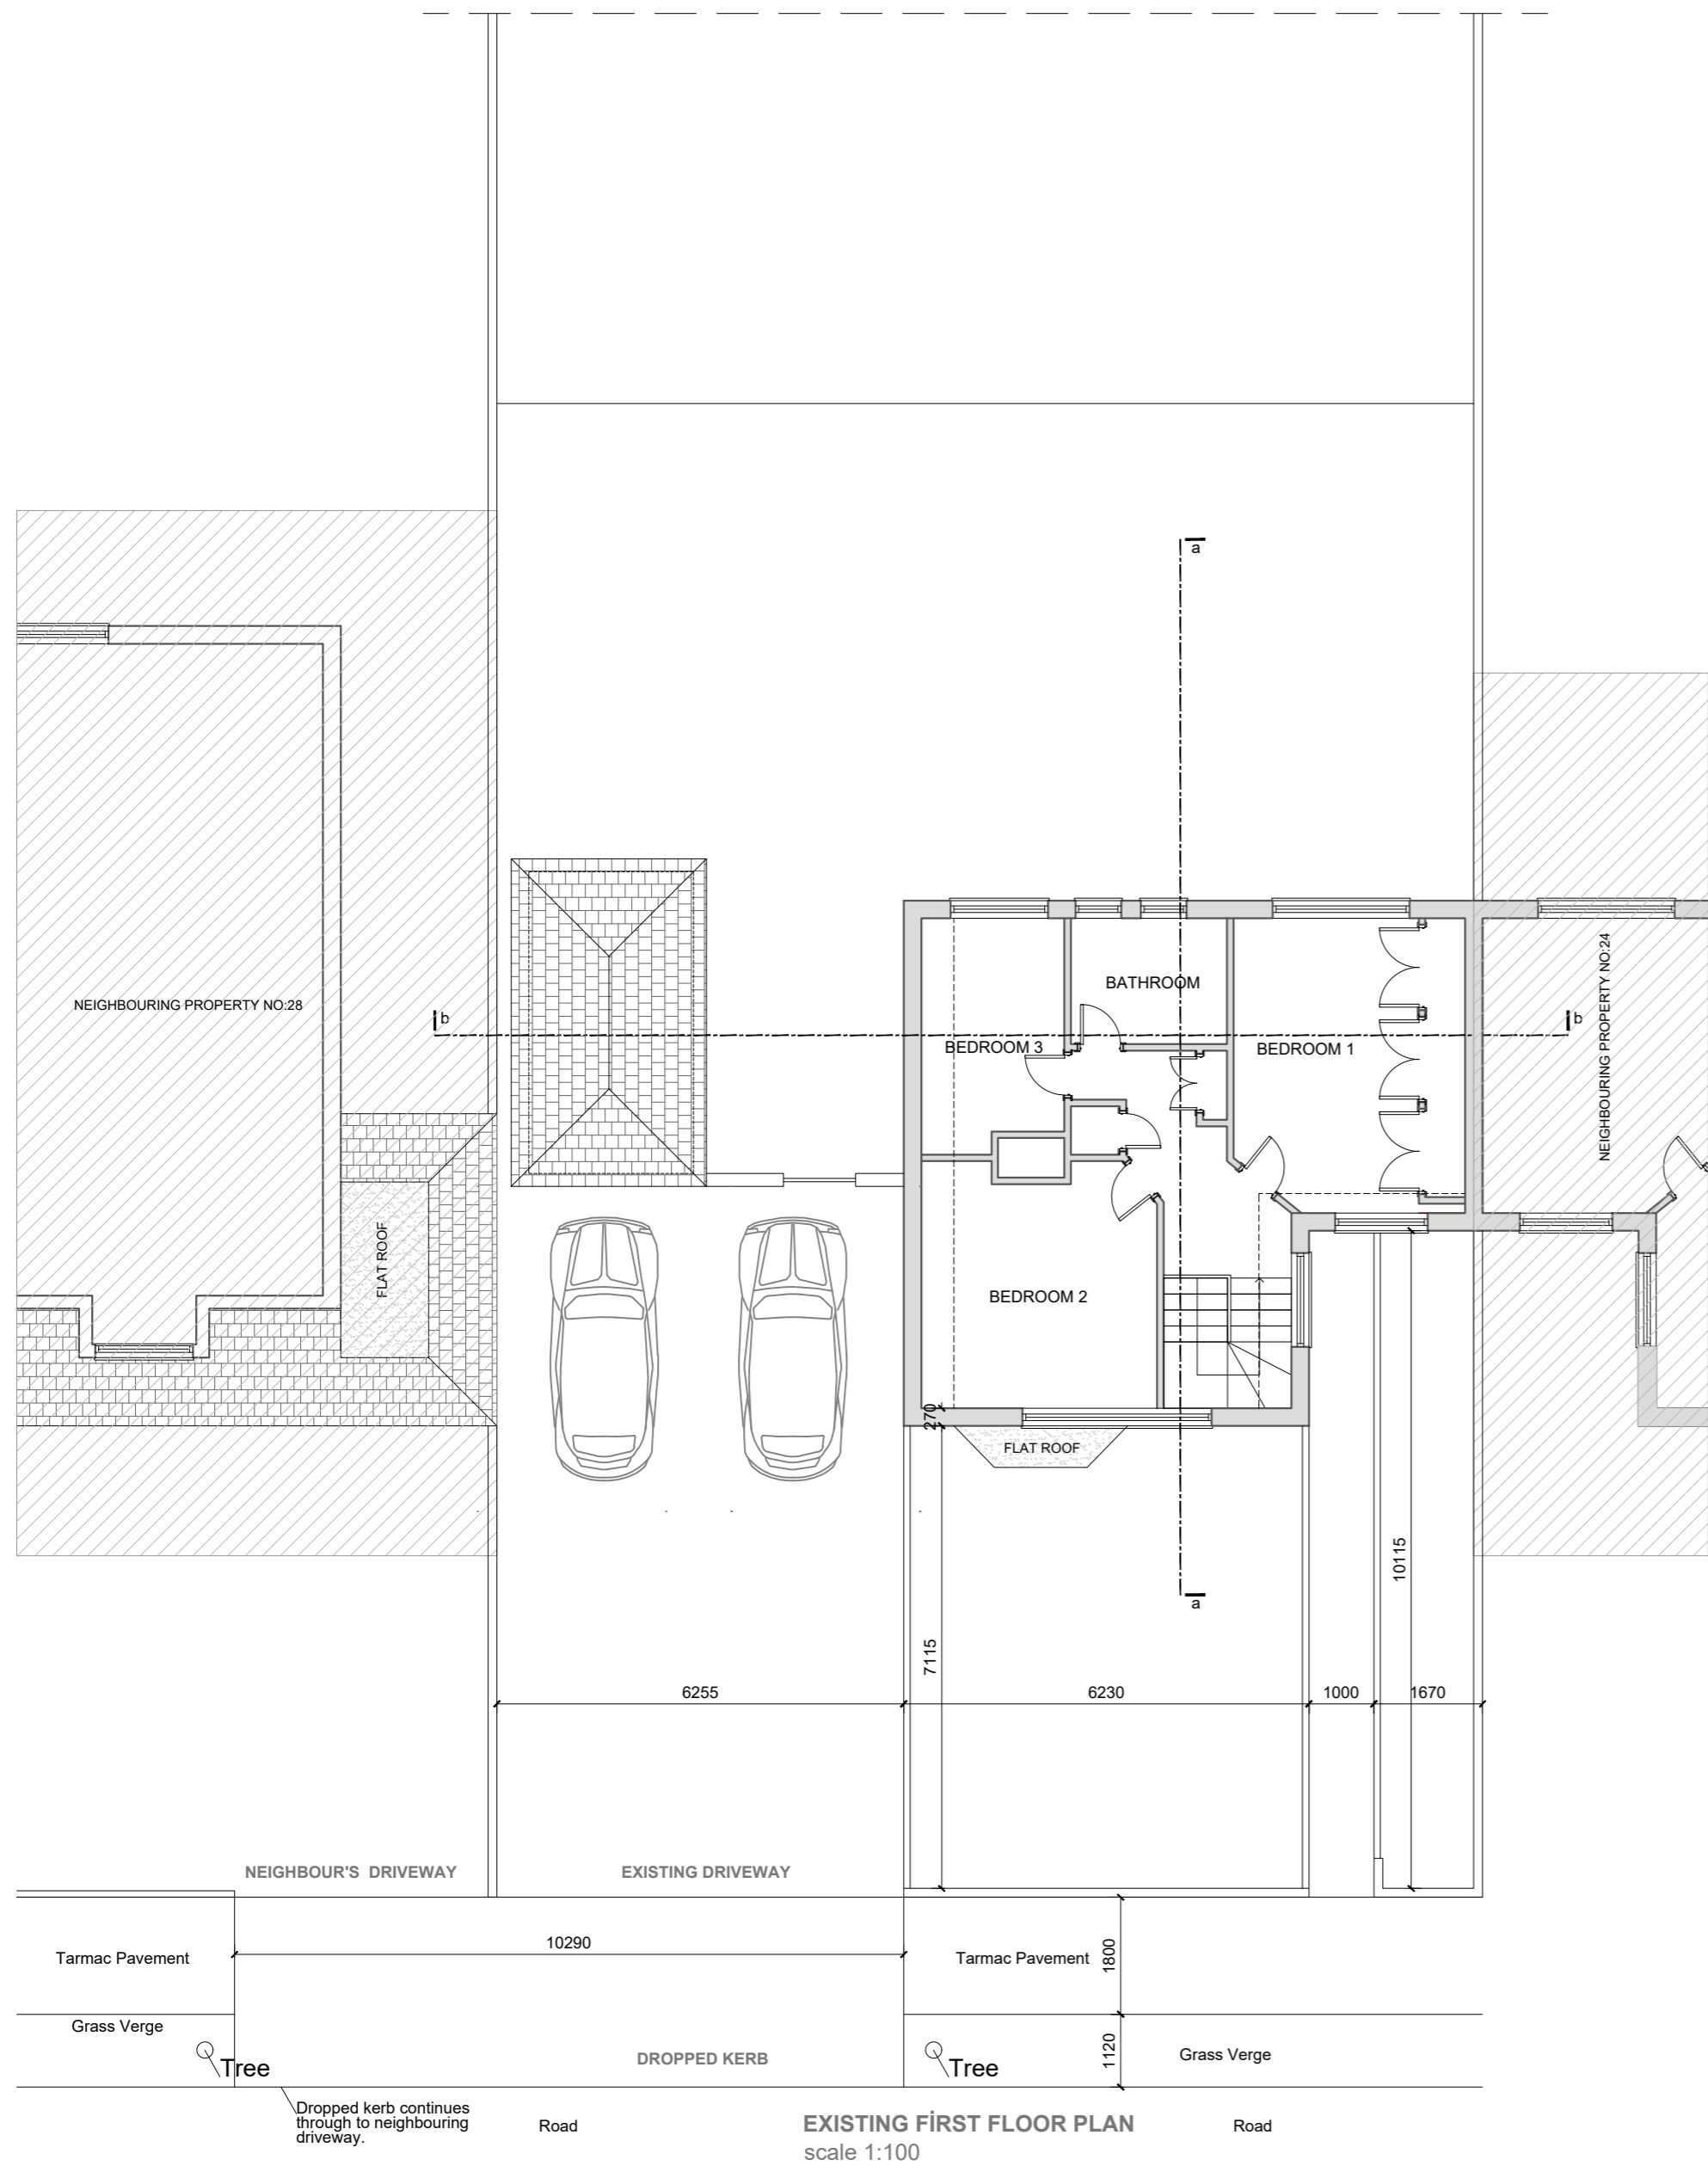 a
NEIGHBOURING PROPERTY NO:24
BATHROOM
NEIGHBOURING PROPERTY NO:28
b
b
BEDROOM 3
BEDROOM 1
FLAT ROOF
BEDROOM 2
270
FLAT ROOF
10115
a
7115
6255
6230
1000
1670
NEIGHBOUR'S DRIVEWAY
EXISTING DRIVEWAY
10290
Tarmac Pavement
Tarmac Pavement
1800
Grass Verge
1120
Tree
DROPPED KERB
Tree
Grass Verge
Dropped kerb continues
through to neighbouring
driveway.
Road
EXISTING FİRST FLOOR PLAN
Road
scale 1:100